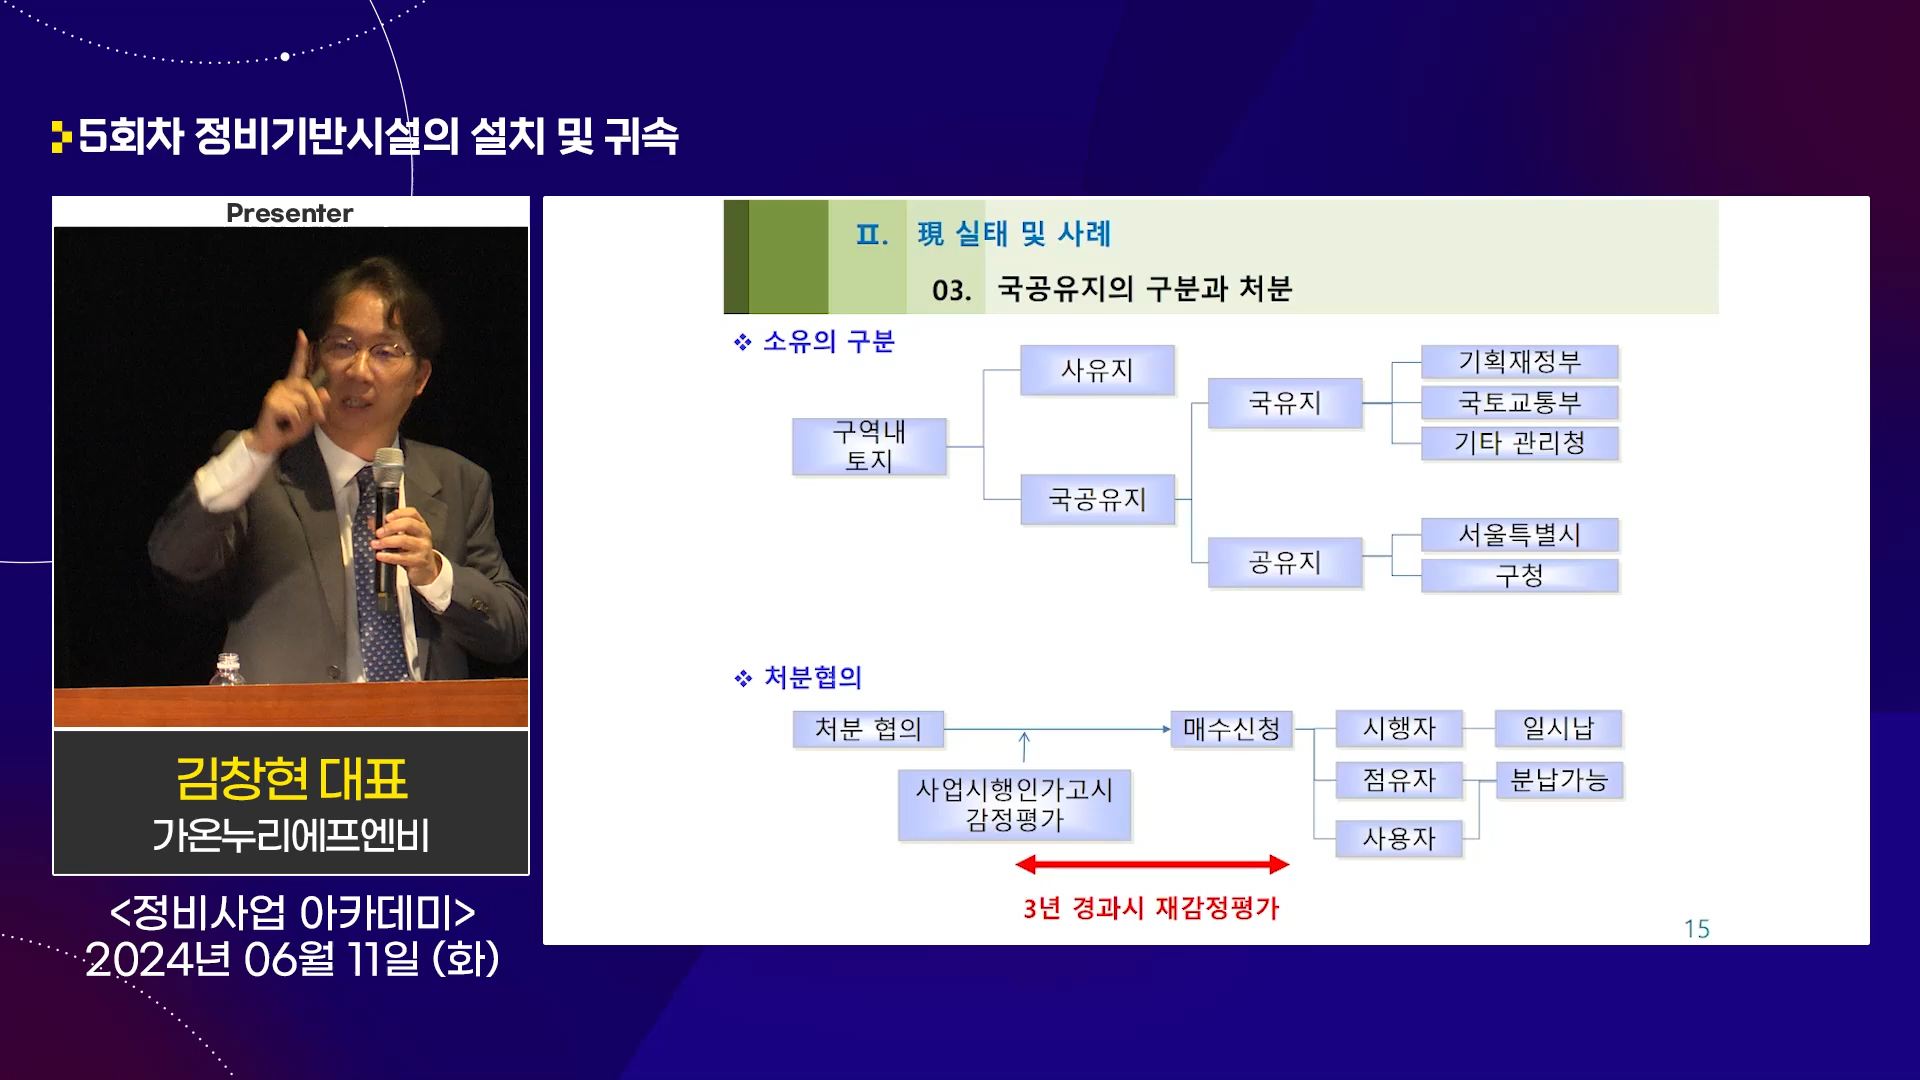 5회차 정비기반시설의 설치 및 귀속
Presenter
김창현 대표
가온누리에프엔비
<정비사업 아카데미>
2024년 06월 11일 (화)
Ⅱ. 現 실태 및 사례
03. 국공유지의 구분과 처분
❖ 소유의 구분
구역내
토지
사유지
국공유지
국유지
공유지
기획재정부
국토교통부
기타 관리청
서울특별시
구청
❖ 처분협의
처분 협의
사업시행인가고시
감정평가
매수신청
시행자
일시납
점유자
분납가능
사용자
3년 경과시 재감정평가
15